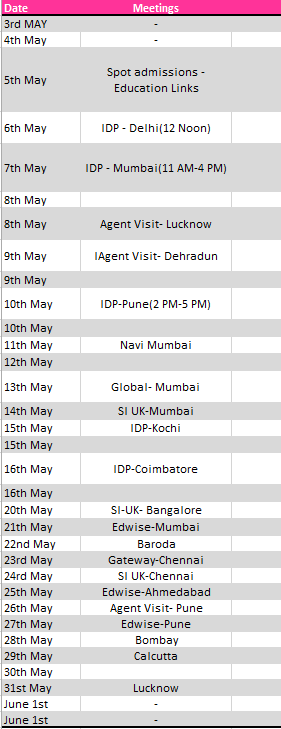 Date Meetings
3rd MAY -
4th May -
Spot admissions -
5th May
Education Links
6th May IDP - Delhi(12 Noon)
7th May IDP - Mumbai(11 AM-4 PM)
8th May
8th May Agent Visit- Lucknow
9th May IAgent Visit- Dehradun
9th May
10th May IDP-Pune(2 PM-5 PM)
10th May
11th May Navi Mumbai
12th May
13th May Global- Mumbai
14th May SI UK-Mumbai
15th May IDP-Kochi
15th May
16th May IDP-Coimbatore
16th May
20th May SI-UK- Bangalore
21th May Edwise-Mumbai
22nd May Baroda
23rd May Gateway-Chennai
24rd May SI UK-Chennai
25th May Edwise-Ahmedabad
26th May Agent Visit- Pune
27th May Edwise-Pune
28th May Bombay
29th May Calcutta
30th May
31st May Lucknow
June 1st -
June 1st -